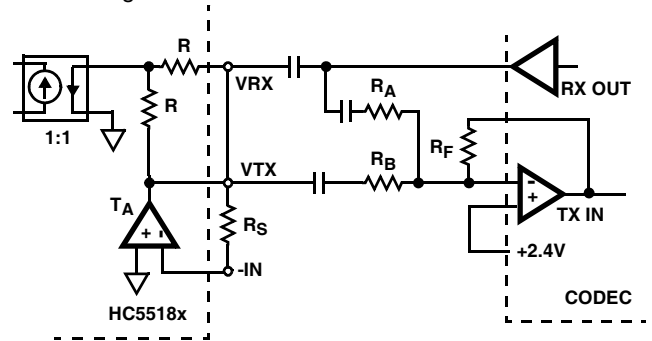 R
VRX
RX OUT
RA
R
1:1
VTX
RB
RF
TA
RS
TX IN
+
-
-
+
-IN
+2.4V
HC5518x
CODEC